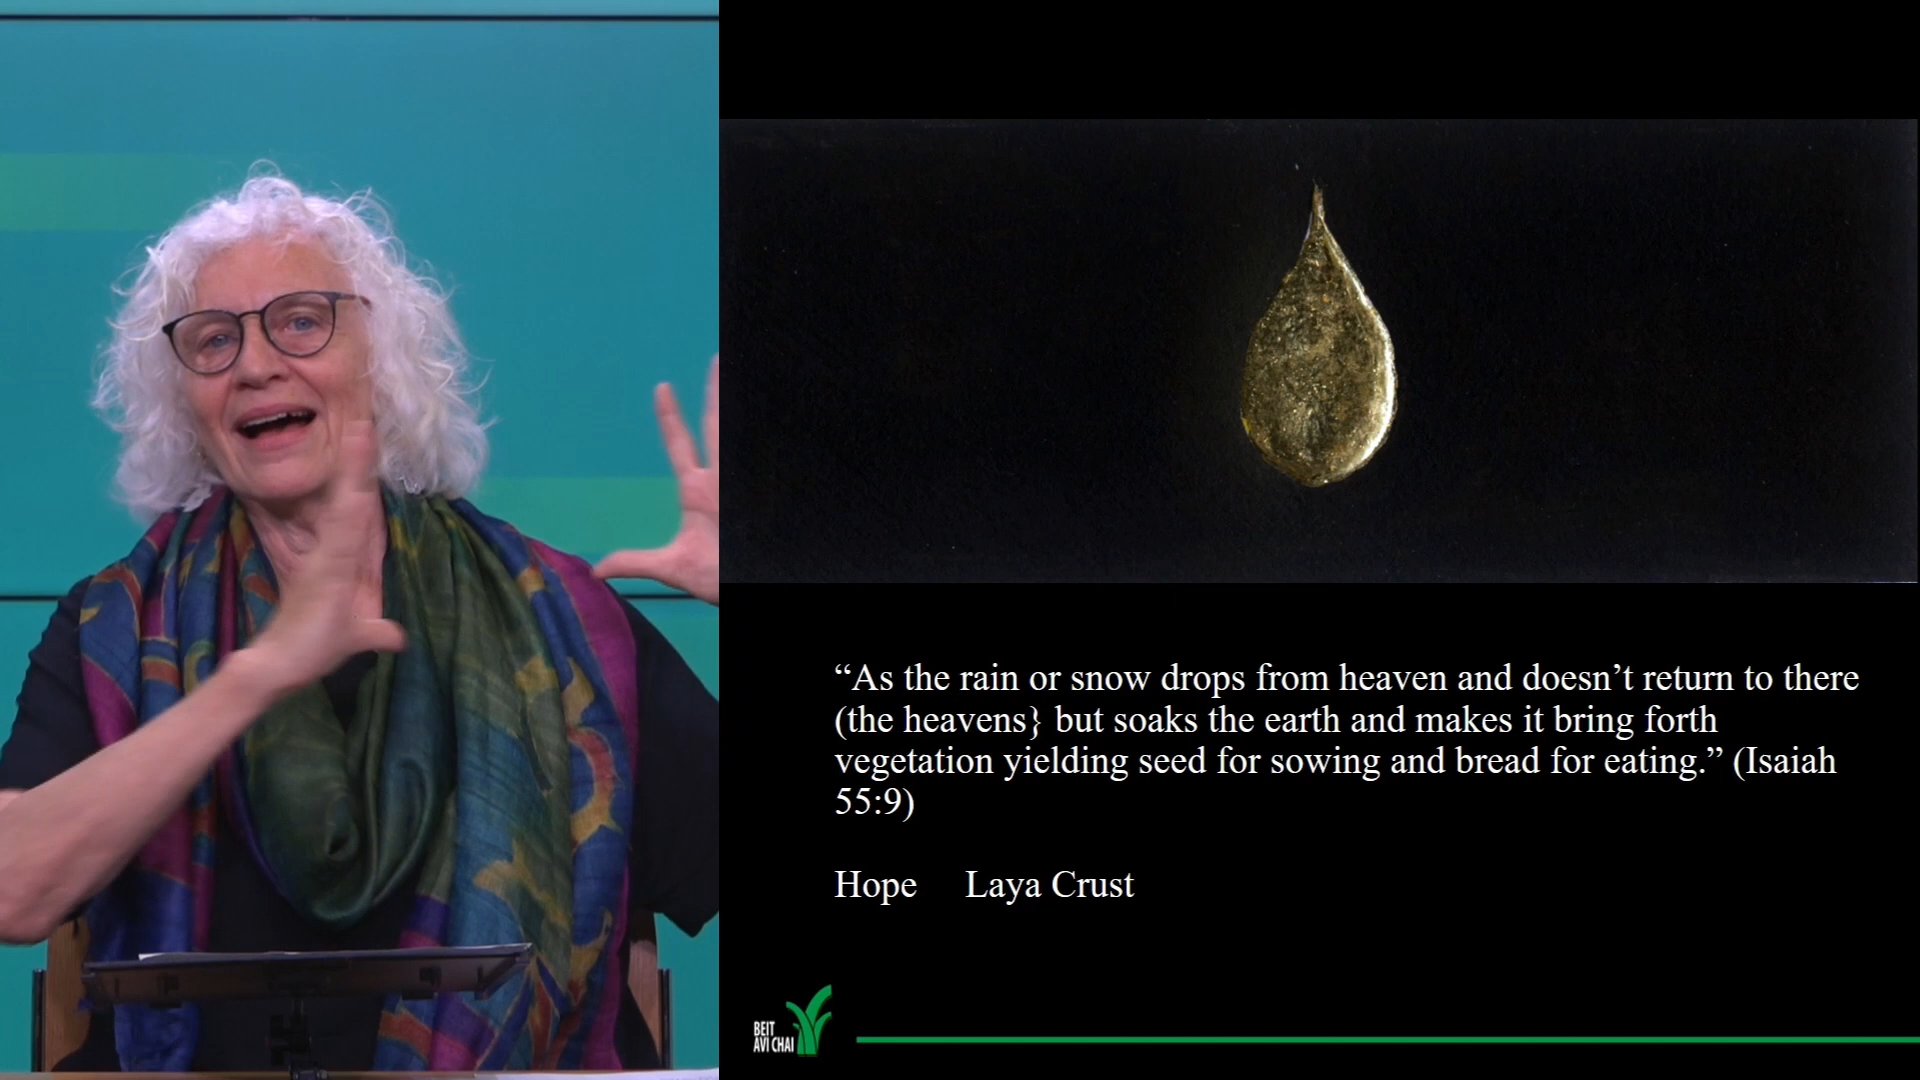 “As the rain or snow drops from heaven and doesn’t return to there
(the heavens} but soaks the earth and makes it bring forth
vegetation yielding seed for sowing and bread for eating.” (Isaiah
55:9)
Hope Laya Crust
BEIT
AVI CHAI